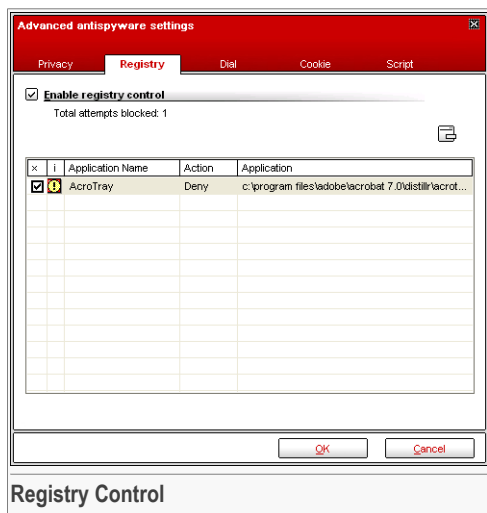 Advanced antispyware settings
Privacy Registry Dial Cookie Script
Enable registry control
Total attempts blocked: 1
× i Application Name Action Application
AcroTray Deny c:\program files\adobe\acrobat 7.0\distillr\acrot...
OK Cancel
Registry Control